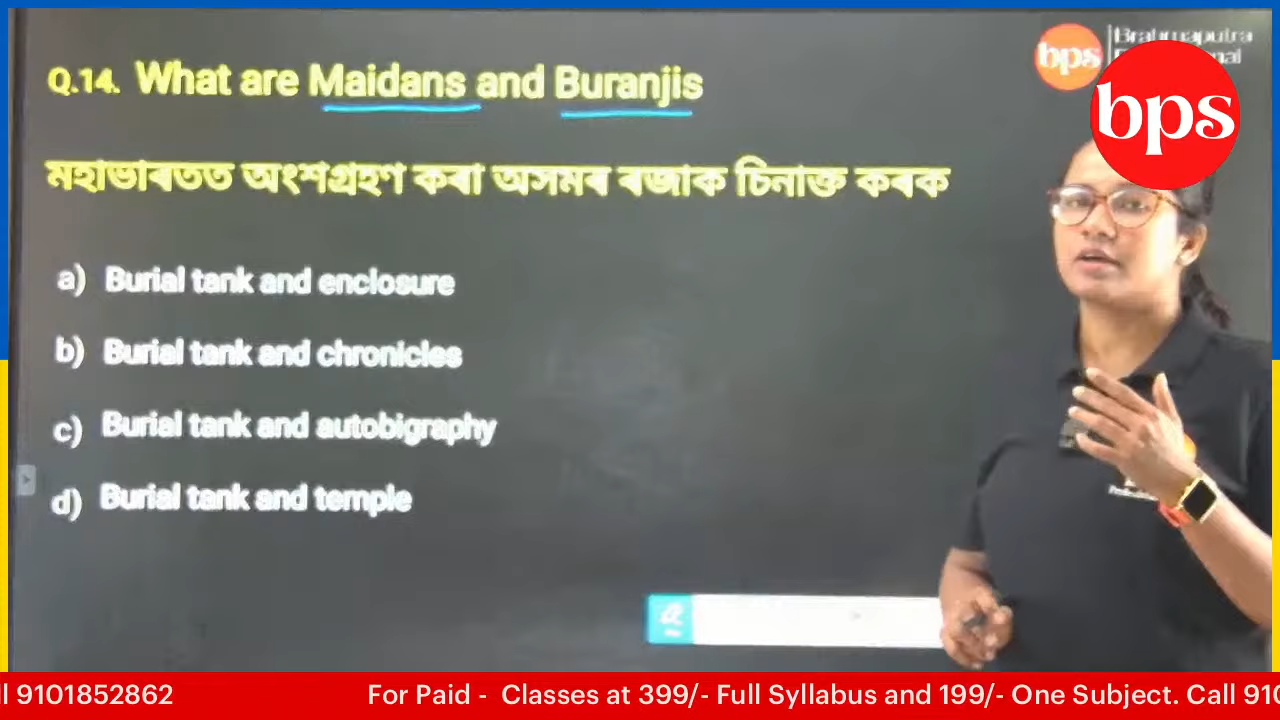 Q.14. What are Maidans and Buranjis
মহাভাৰতত অংশগ্ৰহণ কৰা অসমৰ ৰজাক চিনাক্ত কৰক
a) Burial tank and enclosure
b) Burial tank and chronicles
c) Burial tank and autobigraphy
d) Burial tank and temple
bps
Brahmaputra
bps
9101852862
For Paid - Classes at 399/- Full Syllabus and 199/- One Subject. Call 910